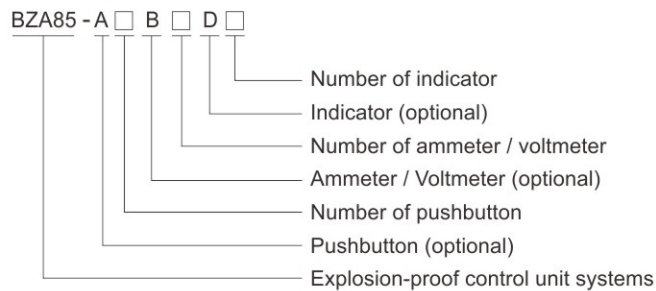 BZA85 - A □ B □ D □
Number of indicator
Indicator (optional)
Number of ammeter / voltmeter
Ammeter / Voltmeter (optional)
Number of pushbutton
Pushbutton (optional)
Explosion-proof control unit systems